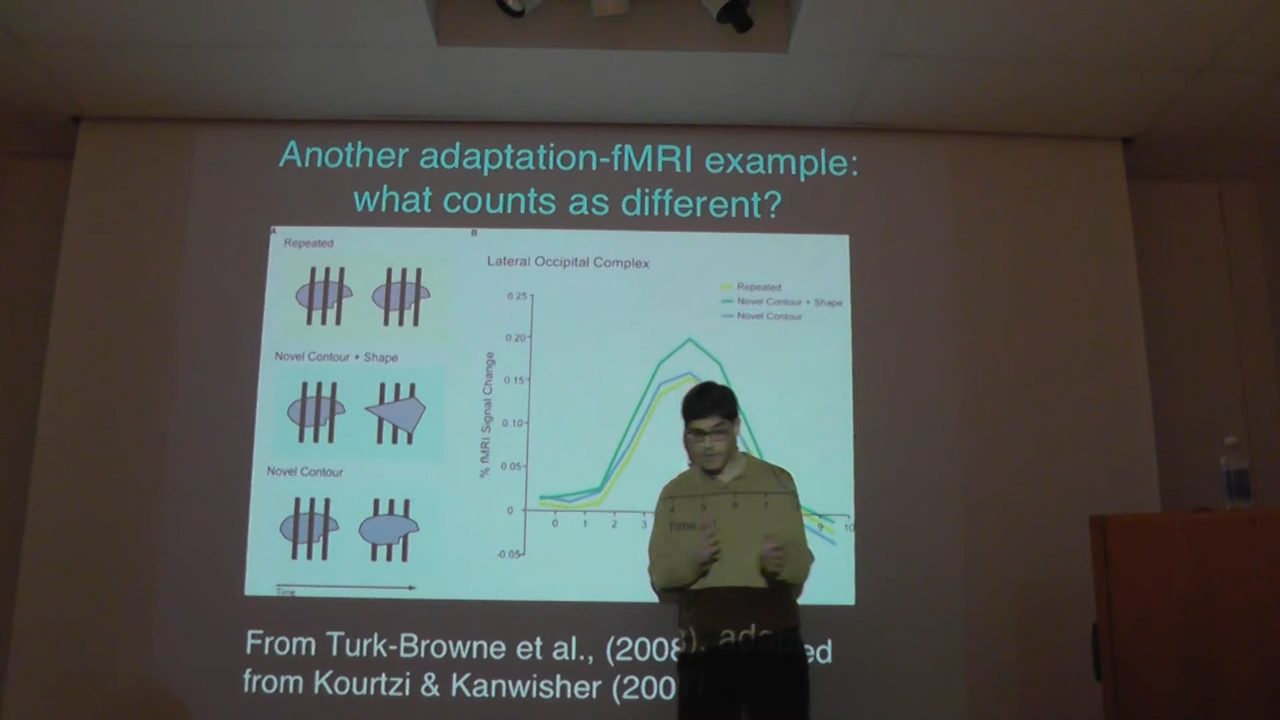 Another adaptation-fMRI example:
what counts as different?
A
B
Repeated
Novel Contour + Shape
Novel Contour
Time
Lateral Occipital Complex
Repeated
Novel Contour + Shape
Novel Contour
% fMRI Signal Change
0.25
0.20
0.15
0.10
0.05
0
-0.05
0 1 2 3 4 5 6 7 9 10
Time
From Turk-Browne et al., (2008),
from Kourtzi & Kanwisher